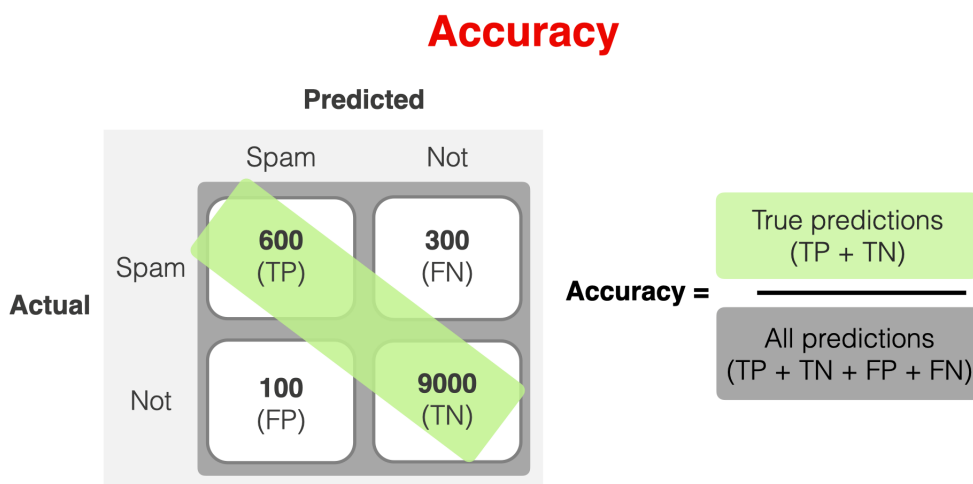 Accuracy
Predicted
Spam Not
600 300
Spam (TP) (FN)
Actual
Not 100 9000
(FP) (TN)
Accuracy =
True predictions
(TP + TN)
All predictions
(TP + TN + FP + FN)